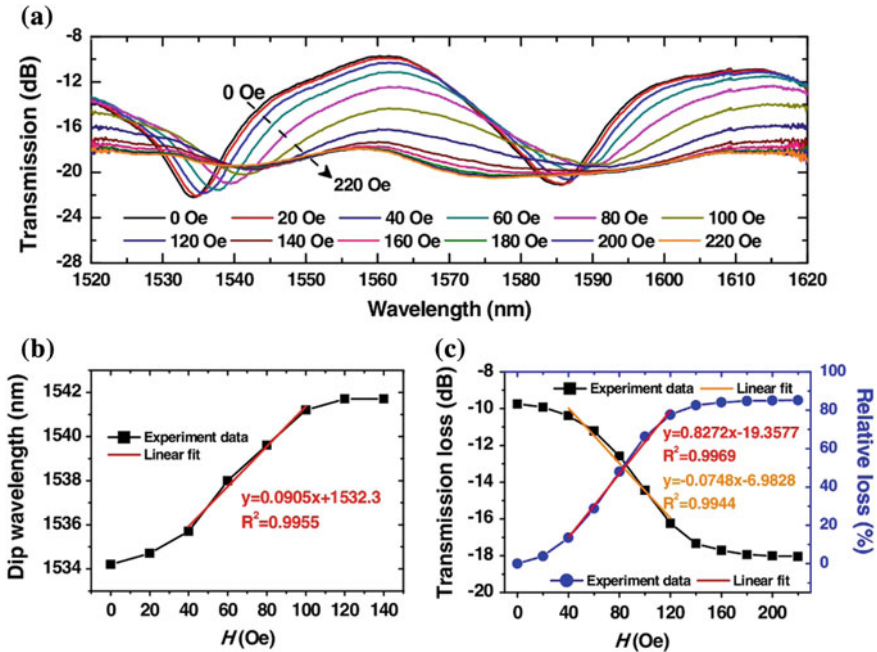 (a)
-8
-12
-16
-20
-24
-28
Transmission (dB)
0 Oe
220 Oe
0 Oe 20 Oe 40 Oe 60 Oe 80 Oe 100 Oe
120 Oe 140 Oe 160 Oe 180 Oe 200 Oe 220 Oe
1520 1530 1540 1550 1560 1570 1580 1590 1600 1610 1620
Wavelength (nm)
(b)
1542
1540
1538
1536
1534
Dip wavelength (nm)
Experiment data
Linear fit
y=0.0905x+1532.3
R²=0.9955
0 20 40 60 80 100 120 140
H (Oe)
(c)
-8
-10
-12
-14
-16
-18
-20
Transmission loss (dB)
Experiment data Linear fit
y=0.8272x-19.3577
R²=0.9969
y=-0.0748x-6.9828
R²=0.9944
Experiment data Linear fit
100
80
60
40
20
0
Relative loss (%)
0 40 80 120 160 200
H (Oe)